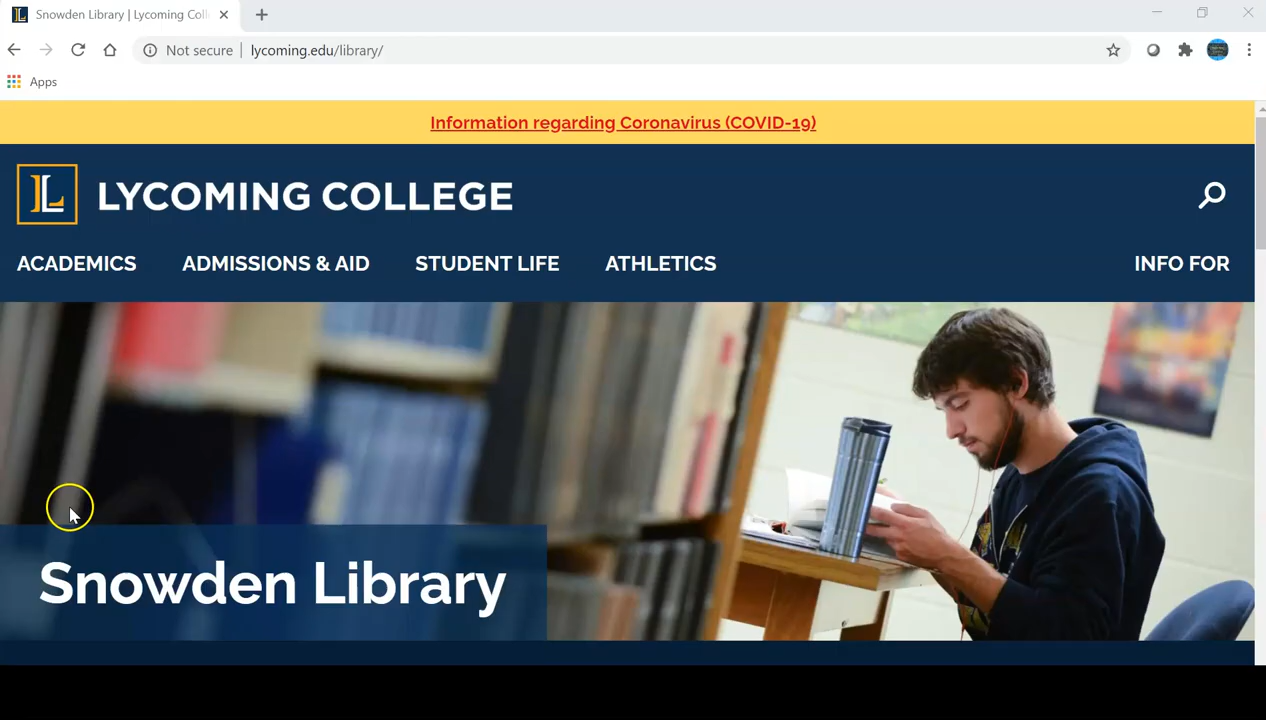 Snowden Library | Lycoming Coll
Not secure | lycoming.edu/library/
Apps
Information regarding Coronavirus (COVID-19)
L LYCOMING COLLEGE
ACADEMICS ADMISSIONS & AID STUDENT LIFE ATHLETICS INFO FOR
Snowden Library